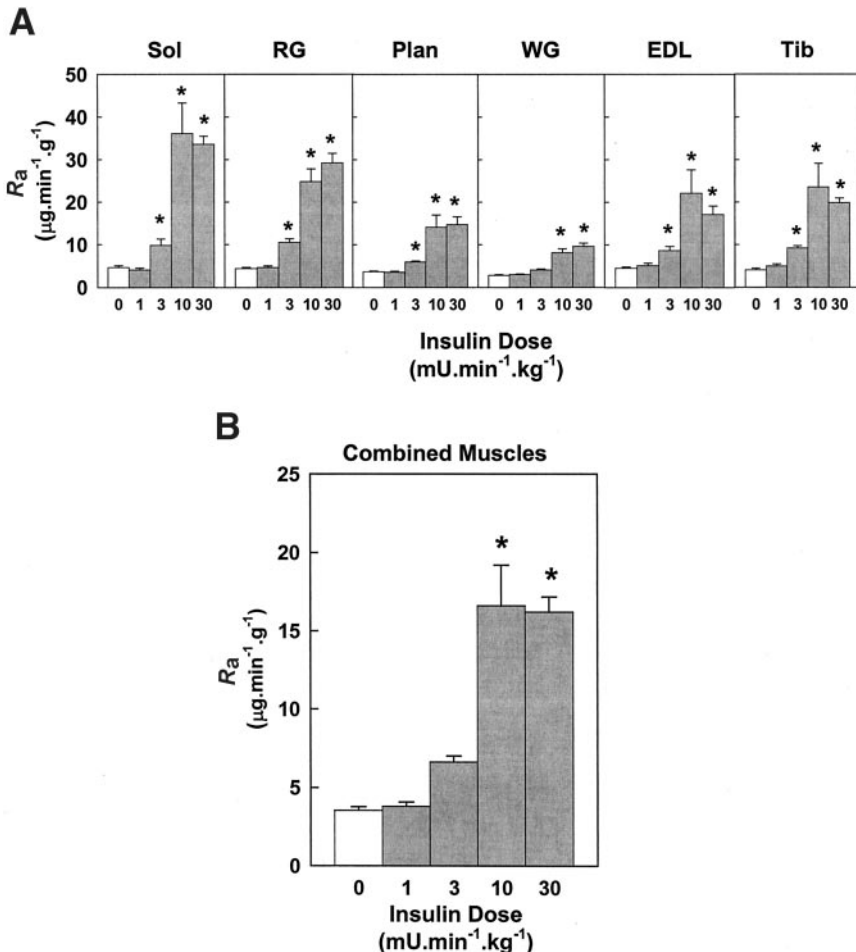 A
Sol RG Plan WG EDL Tib
50
40
30
20
10
0
Ra
(µg.min-1.g-1)
* * *
* * *
* * *
* *
* * *
* * *
0 1 3 10 30 0 1 3 10 30 0 1 3 10 30 0 1 3 10 30 0 1 3 10 30 0 1 3 10 30
Insulin Dose
(mU.min-1.kg-1)
B
Combined Muscles
25
20
15
10
5
0
Ra
(µg.min-1.g-1)
* *
0 1 3 10 30
Insulin Dose
(mU.min-1.kg-1)